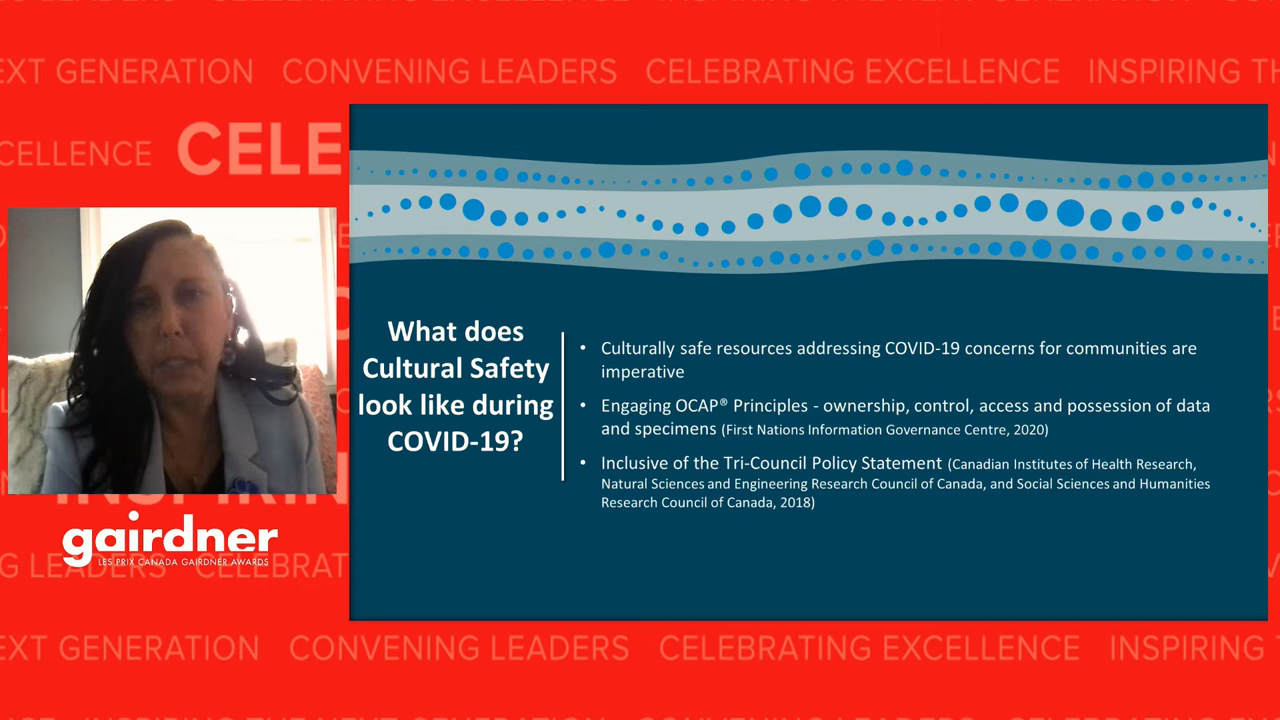 NEXT GENERATION CONVENING LEADERS CELEBRATING EXCELLENCE INSPIRING
CELLENCE CELE
What does
Cultural Safety
look like during
COVID-19?
• Culturally safe resources addressing COVID-19 concerns for communities are
imperative
• Engaging OCAP® Principles - ownership, control, access and possession of data
and specimens (First Nations Information Governance Centre, 2020)
• Inclusive of the Tri-Council Policy Statement (Canadian Institutes of Health Research,
Natural Sciences and Engineering Research Council of Canada, and Social Sciences and Humanities
Research Council of Canada, 2018)
gairdner
LES PRIX CANADA GAIRDNER AWARDS
G LEADERS CELEBRAT
EXT GENERATION CONVENING LEADERS CELEBRATING EXCELLENCE INSPIRING